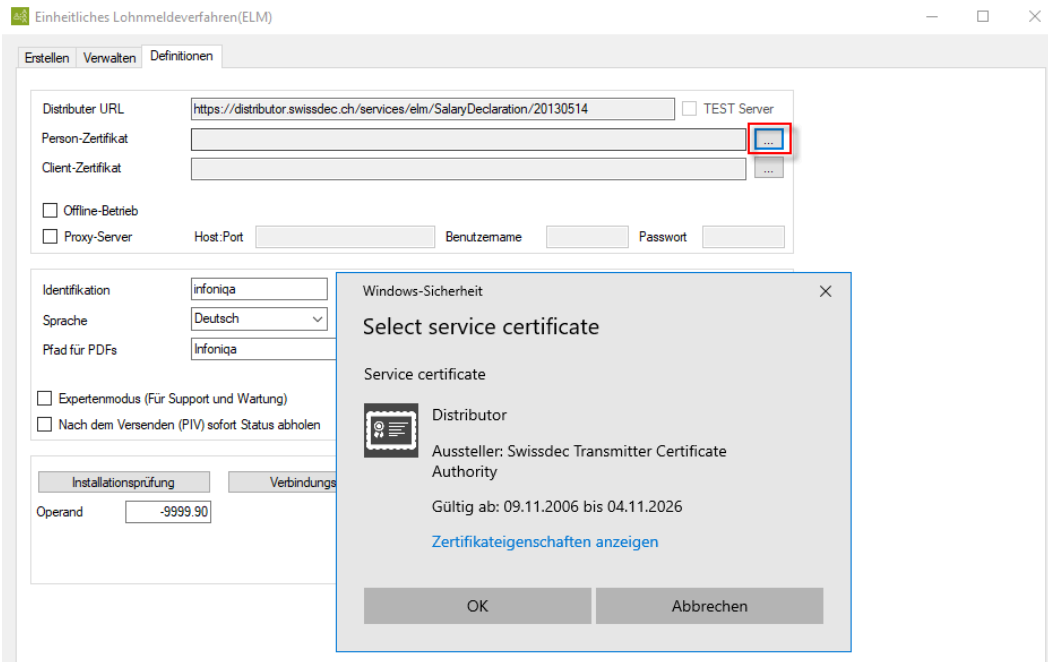 Einheitliches Lohnmeldeverfahren(ELM)
Erstellen Verwalten Definitionen
Distributer URL https://distributor.swissdec.ch/services/elm/SalaryDeclaration/20130514 TEST Server
Person-Zertifikat ...
Client-Zertifikat ...
Offline-Betrieb
Proxy-Server Host:Port Benutzername Passwort
Identifikation infoniqa
Sprache Deutsch
Pfad für PDFs Infoniqa
Expertenmodus (Für Support und Wartung)
Nach dem Versenden (PIV) sofort Status abholen
Installationsprüfung Verbindungs
Operand -9999.90
Windows-Sicherheit
Select service certificate
Service certificate
Distributor
Aussteller: Swissdec Transmitter Certificate
Authority
Gültig ab: 09.11.2006 bis 04.11.2026
Zertifikateigenschaften anzeigen
OK Abbrechen